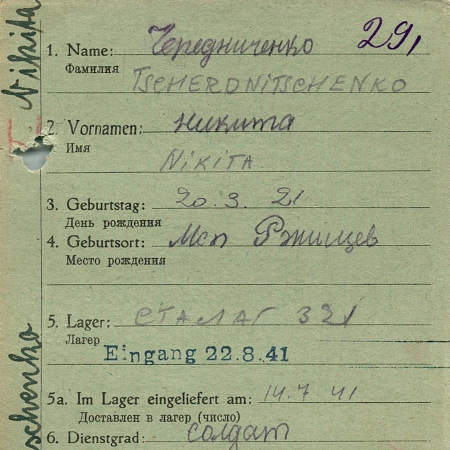 Nikita
schenko
29,
1. Name: Чередниченко
Фамилия
TSCHERDNiTSCHENKO
2. Vornamen: никита
Имя
NiKiTA
3. Geburtstag: 20. 3. 21
День рождения
4. Geburtsort: Мсп Ржищев
Место рождения
5. Lager: СТАЛАГ 321
Лагер
Eingang 22.8.41
5a. Im Lager eingeliefert am: 14.7 41
Доставлен в лагер (число)
6. Dienstgrad: солдат